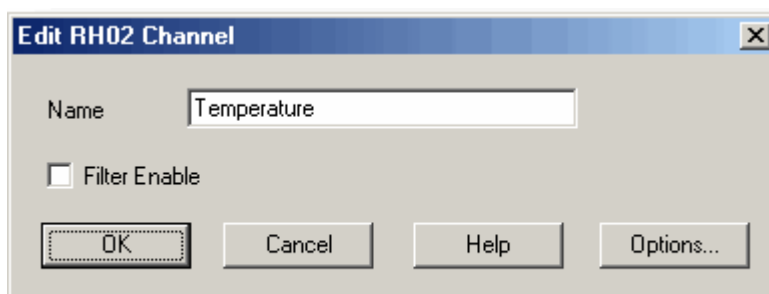 Edit RH02 Channel
Name Temperature
Filter Enable
OK Cancel Help Options...